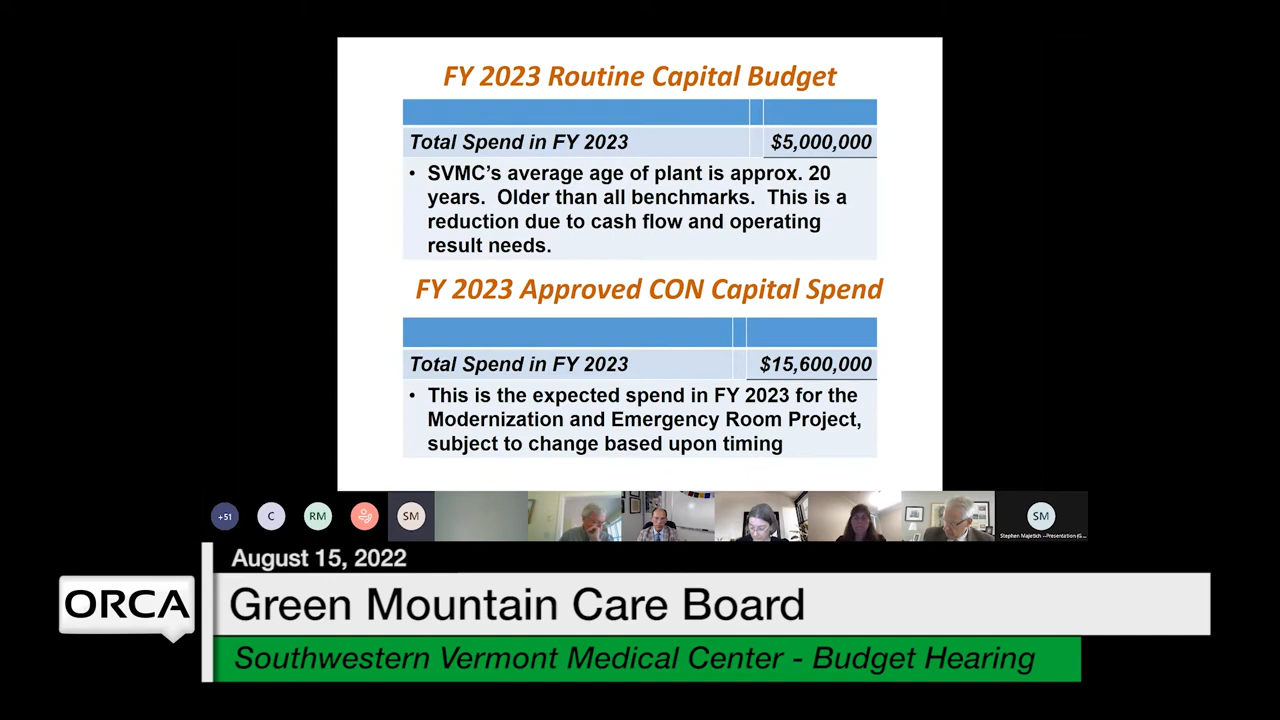 FY 2023 Routine Capital Budget
Total Spend in FY 2023 $5,000,000
• SVMC's average age of plant is approx. 20
years. Older than all benchmarks. This is a
reduction due to cash flow and operating
result needs.
FY 2023 Approved CON Capital Spend
Total Spend in FY 2023 $15,600,000
• This is the expected spend in FY 2023 for the
Modernization and Emergency Room Project,
subject to change based upon timing
+51 C RM SM SM
Stephen Majetich --Presentation (G...
August 15, 2022
ORCA
Green Mountain Care Board
Southwestern Vermont Medical Center - Budget Hearing